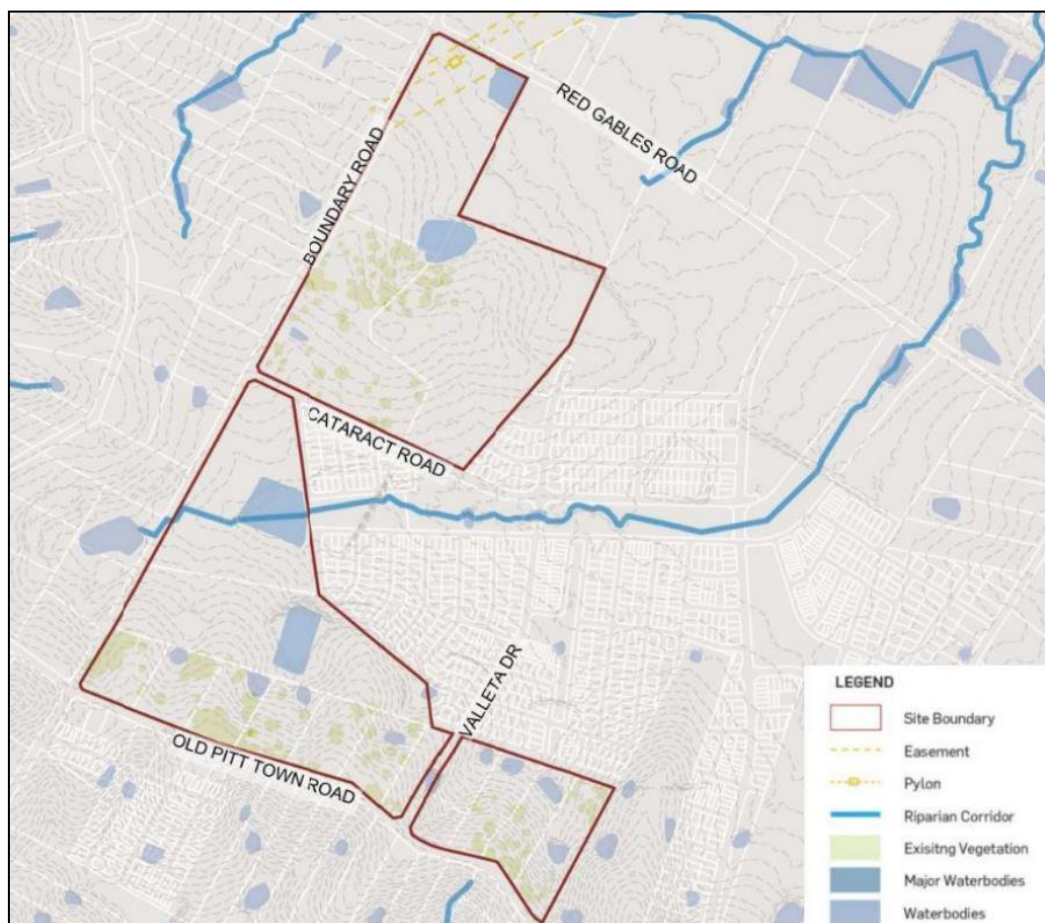 RED GABLES ROAD
BOUNDARY ROAD
CATARACT ROAD
VALLETA DR
OLD PITT TOWN ROAD
LEGEND
Site Boundary
Easement
Pylon
Riparian Corridor
Exisitng Vegetation
Major Waterbodies
Waterbodies